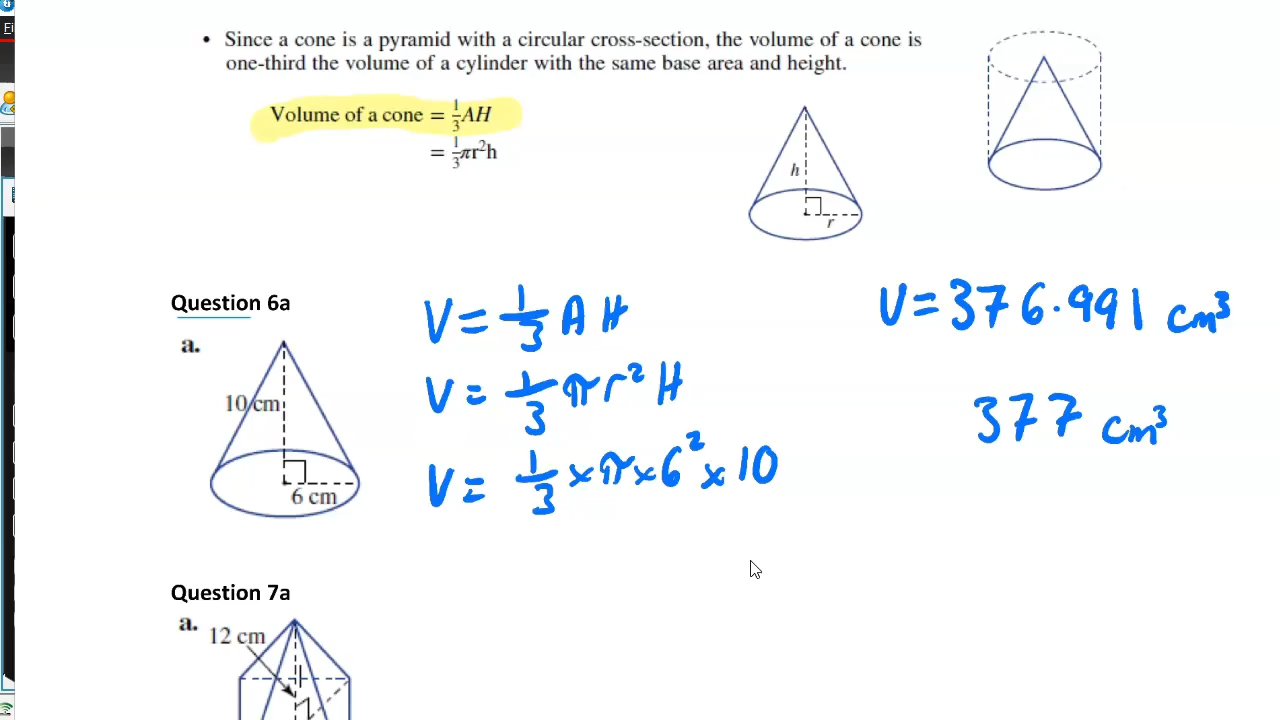 Fi
• Since a cone is a pyramid with a circular cross-section, the volume of a cone is
one-third the volume of a cylinder with the same base area and height.
Volume of a cone = 1/3 AH
= 1/3 πr²h
h
r
Question 6a
a.
10 cm
6 cm
V = 1/3 A H
V = 1/3 π r² H
V = 1/3 × π × 6² × 10
V = 376.991 cm³
377 cm³
Question 7a
a.
12 cm